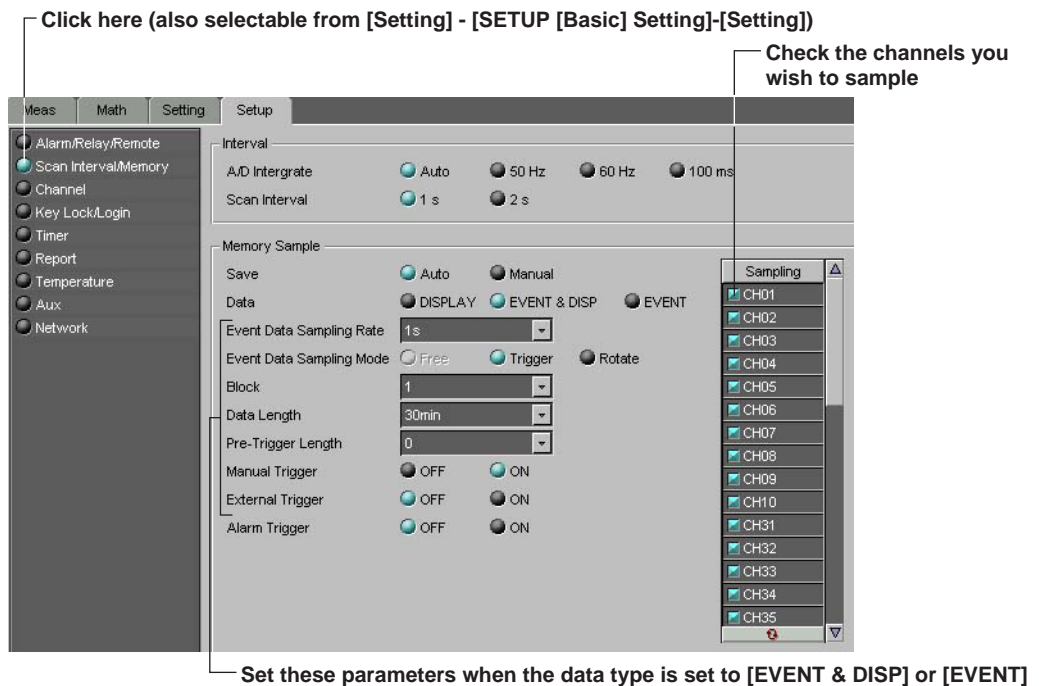 Click here (also selectable from [Setting] - [SETUP [Basic] Setting]-[Setting])
Check the channels you
wish to sample
Meas Math Setting Setup
Alarm/Relay/Remote
Scan Interval/Memory
Channel
Key Lock/Login
Timer
Report
Temperature
Aux
Network
Interval
A/D Intergrate Auto 50 Hz 60 Hz 100 ms
Scan Interval 1 s 2 s
Memory Sample
Save Auto Manual
Data DISPLAY EVENT & DISP EVENT
Event Data Sampling Rate 1s
Event Data Sampling Mode Free Trigger Rotate
Block 1
Data Length 30min
Pre-Trigger Length 0
Manual Trigger OFF ON
External Trigger OFF ON
Alarm Trigger OFF ON
Sampling
CH01
CH02
CH03
CH04
CH05
CH06
CH07
CH08
CH09
CH10
CH31
CH32
CH33
CH34
CH35
Set these parameters when the data type is set to [EVENT & DISP] or [EVENT]